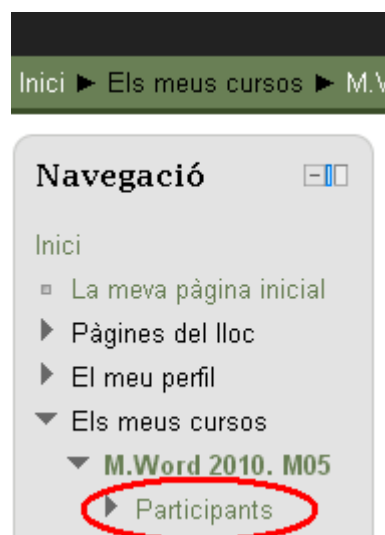 Inici ► Els meus cursos ► M.
Navegació
Inici
La meva pàgina inicial
Pàgines del lloc
El meu perfil
Els meus cursos
M.Word 2010. M05
Participants